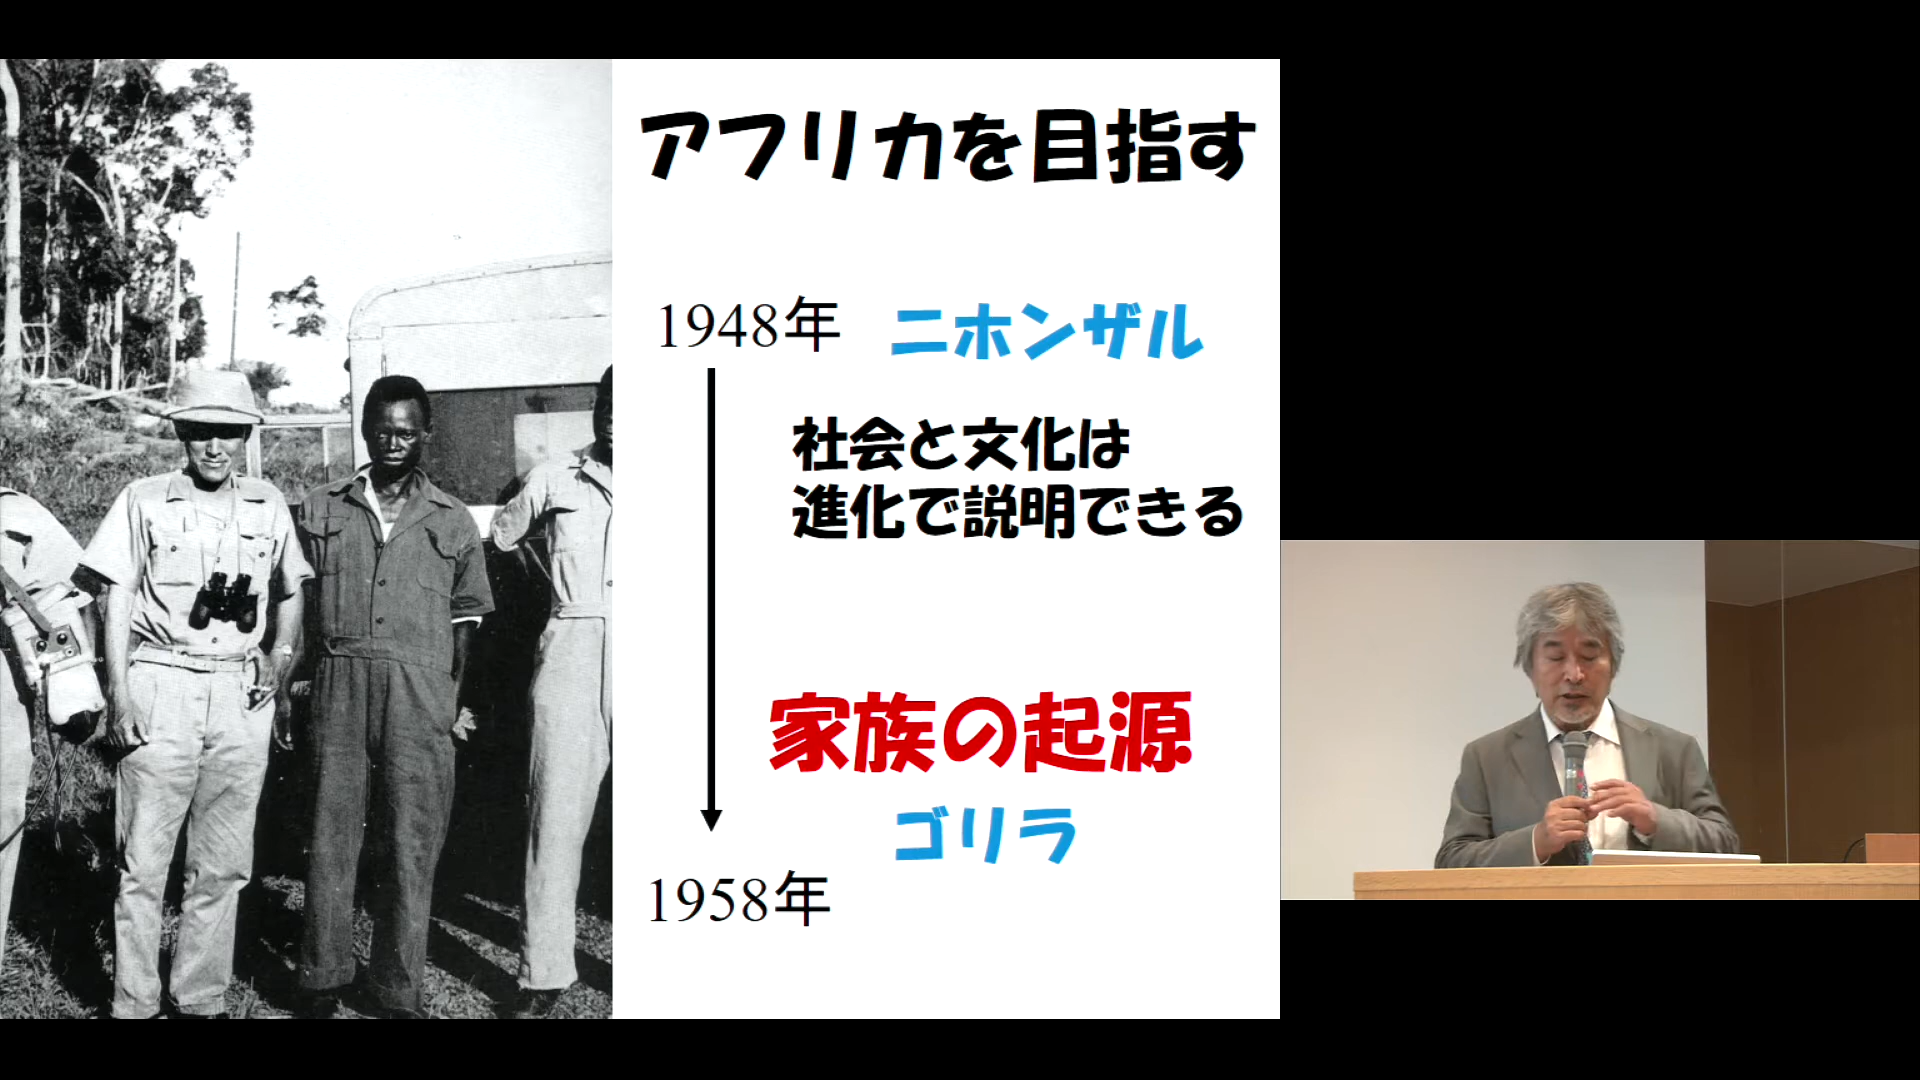 アフリカを目指す
1948年 ニホンザル
社会と文化は
進化で説明できる
家族の起源
ゴリラ
1958年